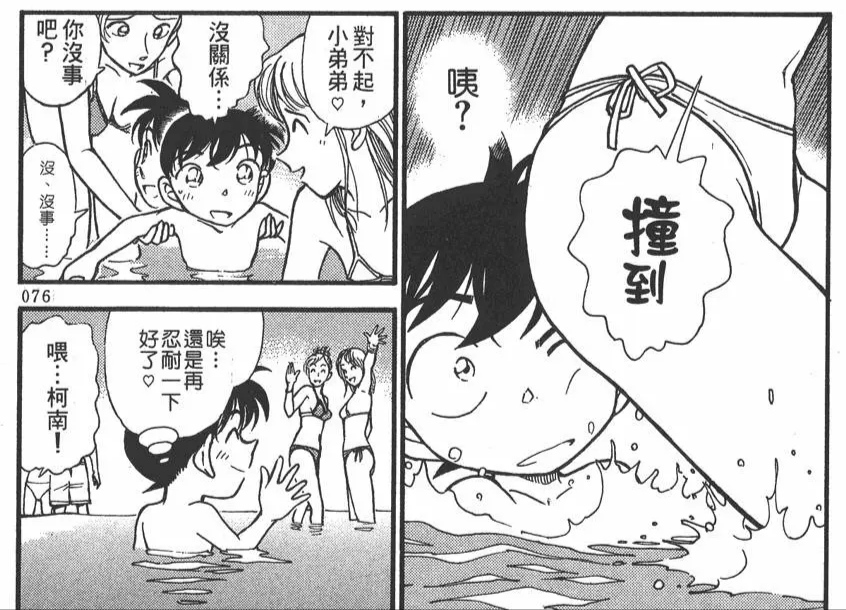 咦？
撞到
對不起，
小弟弟♡
沒關係…
你沒事
吧？
沒、沒事……
076
唉…
還是再
忍耐一下
好了♡
喂…柯南！